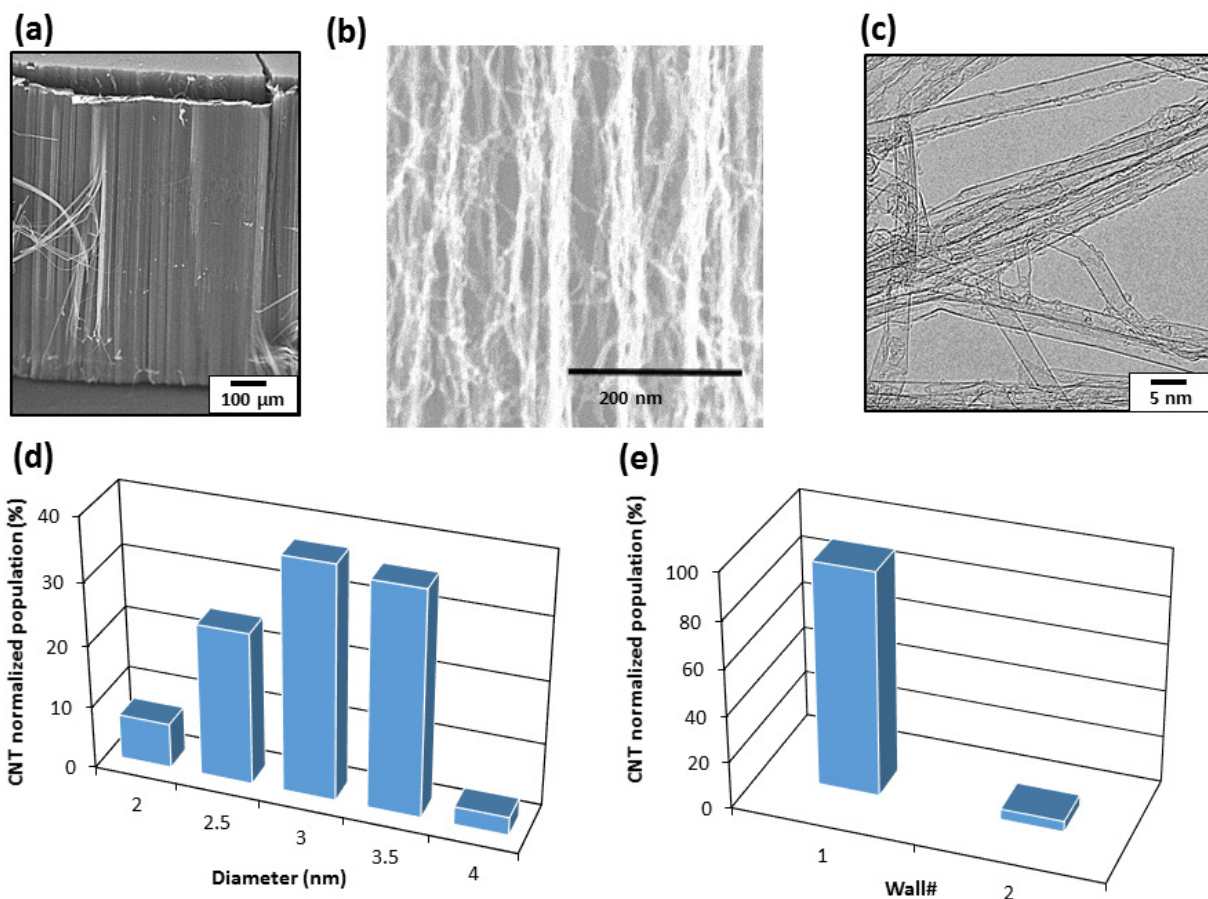 (a)
(b)
(c)
100 µm
200 nm
5 nm
(d)
(e)
CNT normalized population (%)
40
30
20
10
0
2
2.5
3
3.5
4
Diameter (nm)
CNT normalized population (%)
100
80
60
40
20
0
1
2
Wall#